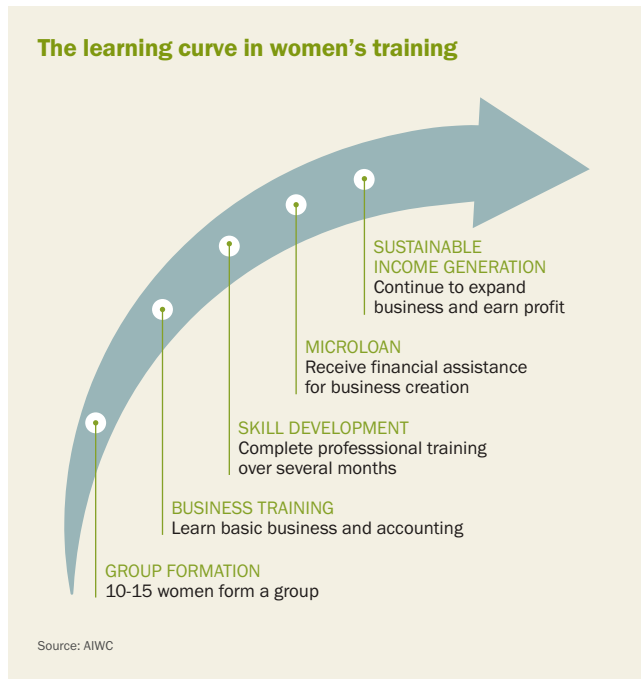 The learning curve in women's training
SUSTAINABLE
INCOME GENERATION
Continue to expand
business and earn profit
MICROLOAN
Receive financial assistance
for business creation
SKILL DEVELOPMENT
Complete professsional training
over several months
BUSINESS TRAINING
Learn basic business and accounting
GROUP FORMATION
10-15 women form a group
Source: AIWC